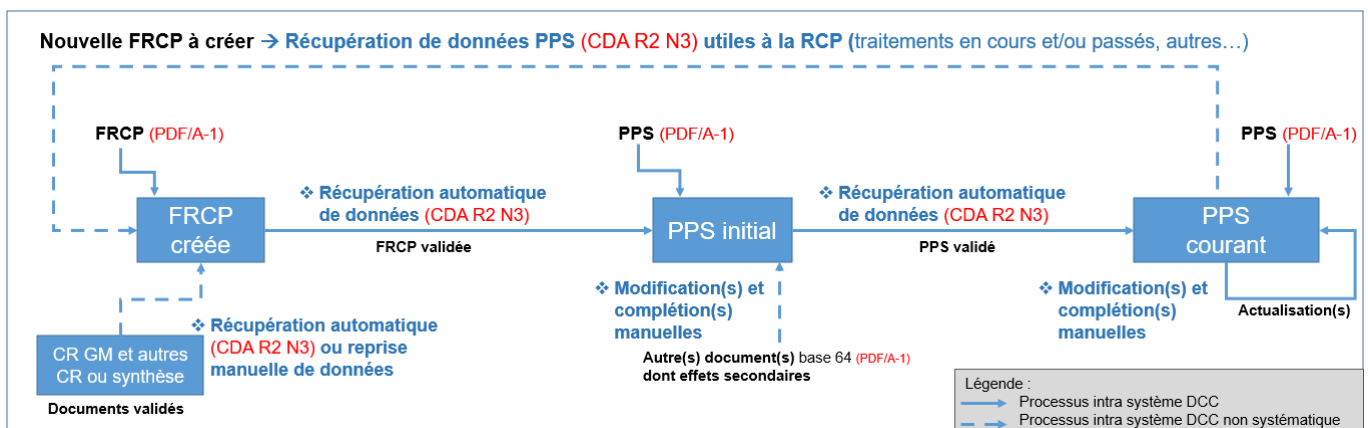 Nouvelle FRCP à créer → Récupération de données PPS (CDA R2 N3) utiles à la RCP (traitements en cours et/ou passés, autres…)
FRCP (PDF/A-1)
PPS (PDF/A-1)
PPS (PDF/A-1)
❖ Récupération automatique
de données (CDA R2 N3)
❖ Récupération automatique
de données (CDA R2 N3)
FRCP
créée
PPS initial
PPS
courant
FRCP validée
PPS validé
❖ Modification(s) et
complétion(s)
manuelles
❖ Modification(s) et
complétion(s)
manuelles
Actualisation(s)
❖ Récupération automatique
(CDA R2 N3) ou reprise
manuelle de données
CR GM et autres
CR ou synthèse
Documents validés
Autre(s) document(s) base 64 (PDF/A-1)
dont effets secondaires
Légende :
Processus intra système DCC
Processus intra système DCC non systématique